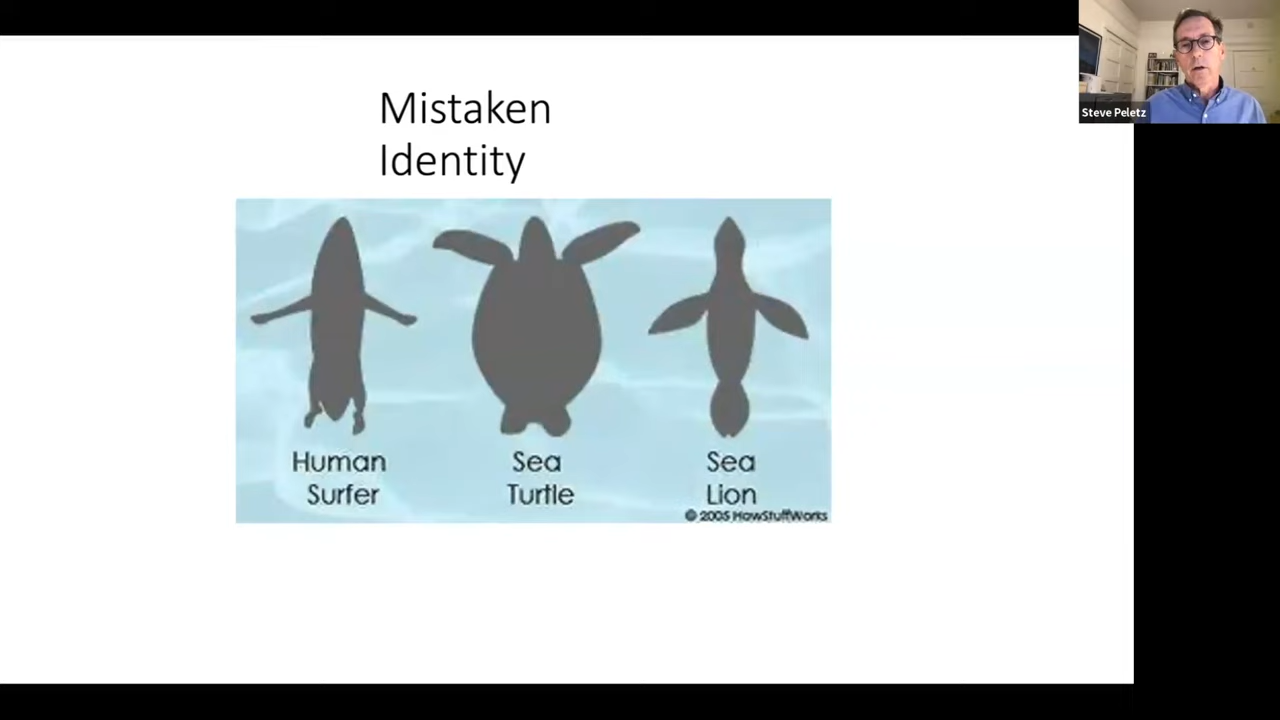 Mistaken
Identity
Human
Surfer
Sea
Turtle
Sea
Lion
© 2005 HowStuffWorks
Steve Peletz